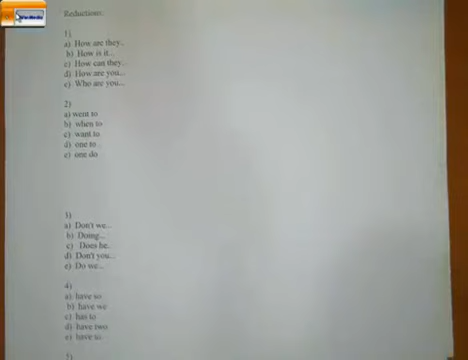 Reductions:
1)
a) How are they..
b) How is it...
c) How can they...
d) How are you...
e) Who are you...
2)
a) went to
b) when to
c) want to
d) one to
e) one do
3)
a) Don't we...
b) Doing...
c) Does he..
d) Don't you...
e) Do we...
4)
a) have so
b) have we
c) has to
d) have two
e) have to
5)